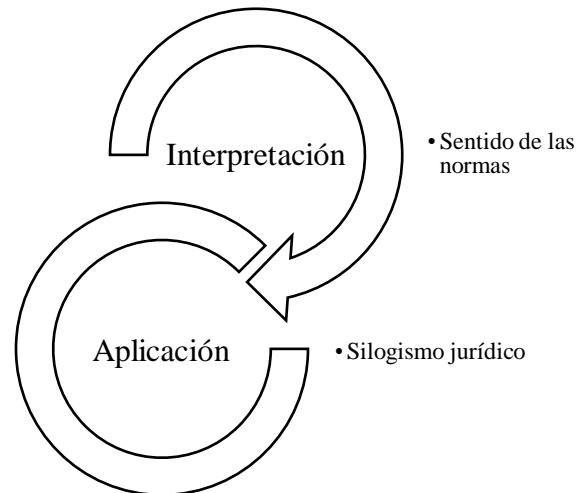 Interpretación
• Sentido de las
normas
Aplicación
• Silogismo jurídico